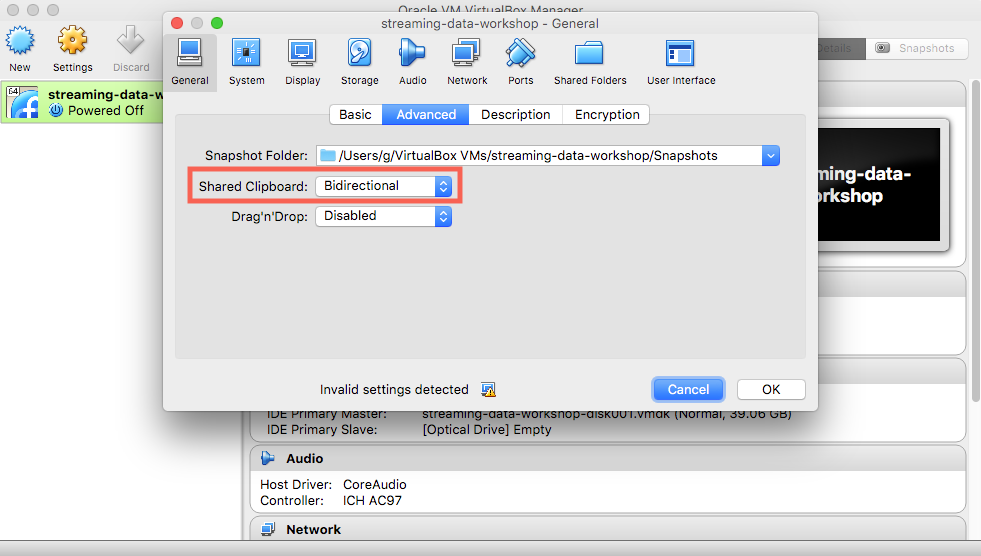 Oracle VM VirtualBox Manager
streaming-data-workshop - General
New
Settings
Discard
Details
Snapshots
General
System
Display
Storage
Audio
Network
Ports
Shared Folders
User Interface
64
streaming-data-w
Powered Off
Basic
Advanced
Description
Encryption
Snapshot Folder: /Users/g/VirtualBox VMs/streaming-data-workshop/Snapshots
Shared Clipboard: Bidirectional
Drag'n'Drop: Disabled
ming-data-
orkshop
Invalid settings detected
Cancel
OK
IDE Primary Master: streaming-data-workshop-disk001.vmdk (Normal, 39.06 GB)
IDE Primary Slave: [Optical Drive] Empty
Audio
Host Driver: CoreAudio
Controller: ICH AC97
Network